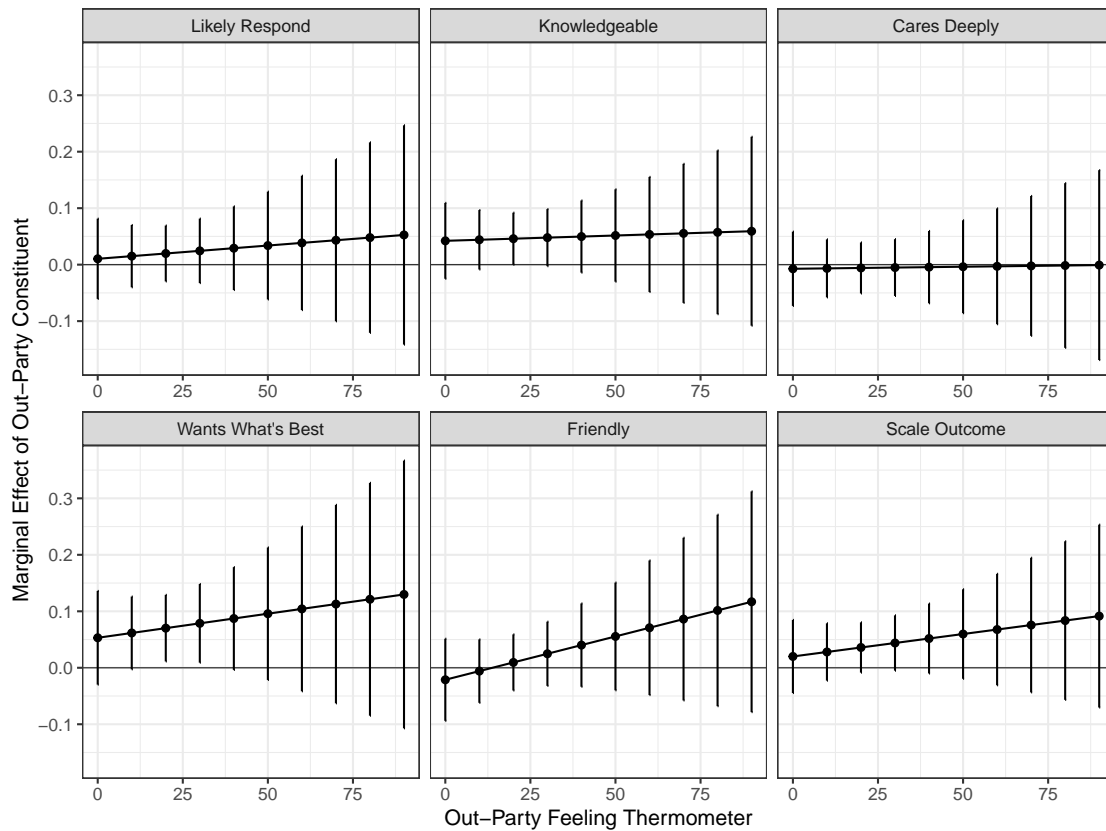 Likely Respond
Knowledgeable
Cares Deeply
0.3
0.2
0.1
0.0
−0.1
0 25 50 75
0 25 50 75
0 25 50 75
Wants What's Best
Friendly
Scale Outcome
0.3
0.2
0.1
0.0
−0.1
0 25 50 75
0 25 50 75
0 25 50 75
Marginal Effect of Out−Party Constituent
Out−Party Feeling Thermometer